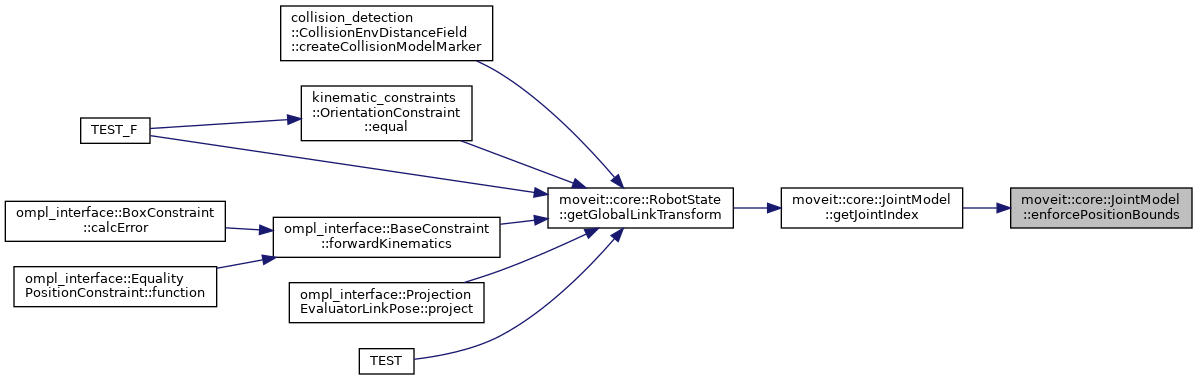 collision_detection
::CollisionEnvDistanceField
::createCollisionModelMarker
kinematic_constraints
::OrientationConstraint
::equal
TEST_F
moveit::core::RobotState
::getGlobalLinkTransform
moveit::core::JointModel
::getJointIndex
moveit::core::JointModel
::enforcePositionBounds
ompl_interface::BoxConstraint
::calcError
ompl_interface::BaseConstraint
::forwardKinematics
ompl_interface::Equality
PositionConstraint::function
ompl_interface::Projection
EvaluatorLinkPose::project
TEST